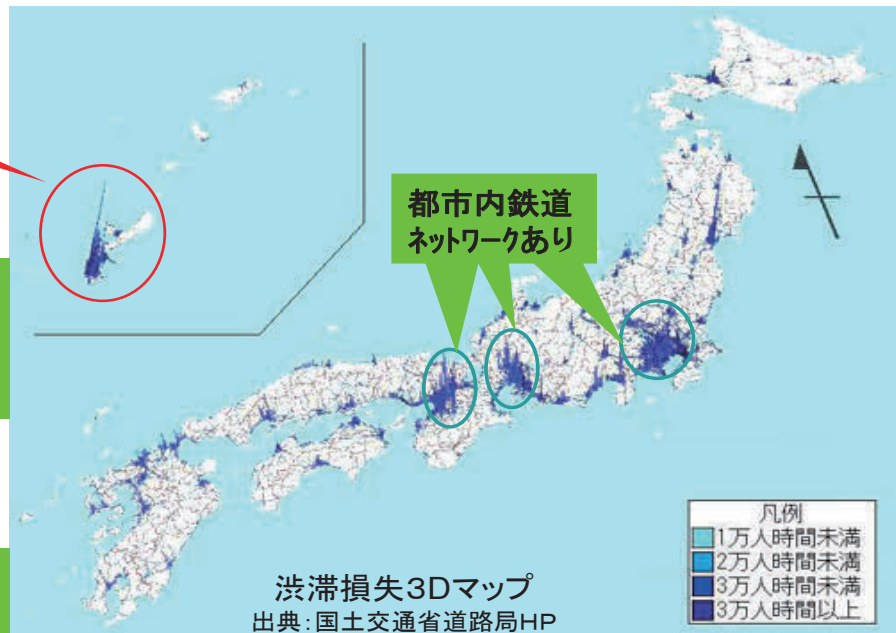 都市内鉄道
ネットワークあり
凡例
1万人時間未満
2万人時間未満
3万人時間未満
3万人時間以上
渋滞損失3Dマップ
出典:国土交通省道路局HP